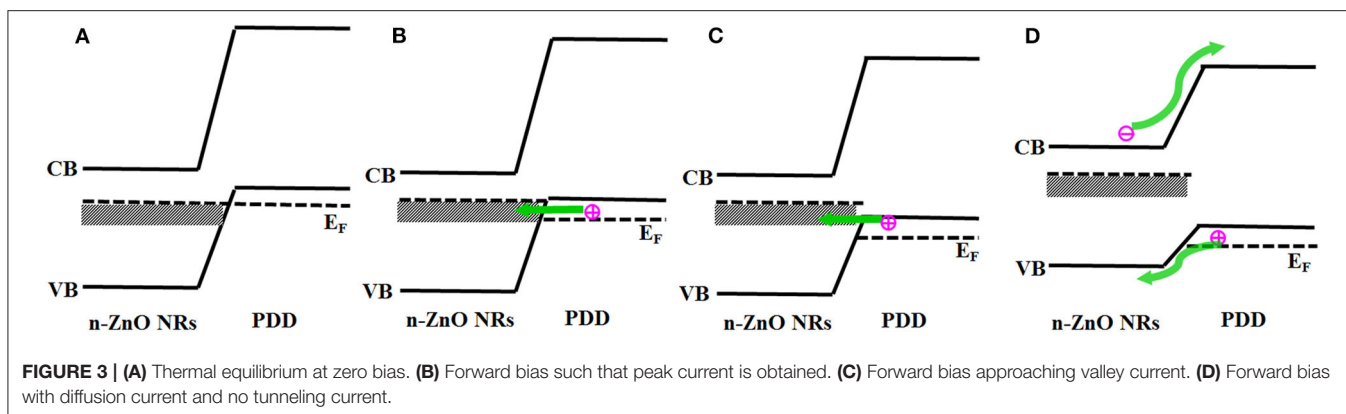 A
CB
E_F
VB
n-ZnO NRs PDD
B
CB
⊕
E_F
VB
n-ZnO NRs PDD
C
CB
⊕
E_F
VB
n-ZnO NRs PDD
D
⊖
CB
⊕
E_F
VB
n-ZnO NRs PDD
FIGURE 3 | (A) Thermal equilibrium at zero bias. (B) Forward bias such that peak current is obtained. (C) Forward bias approaching valley current. (D) Forward bias
with diffusion current and no tunneling current.